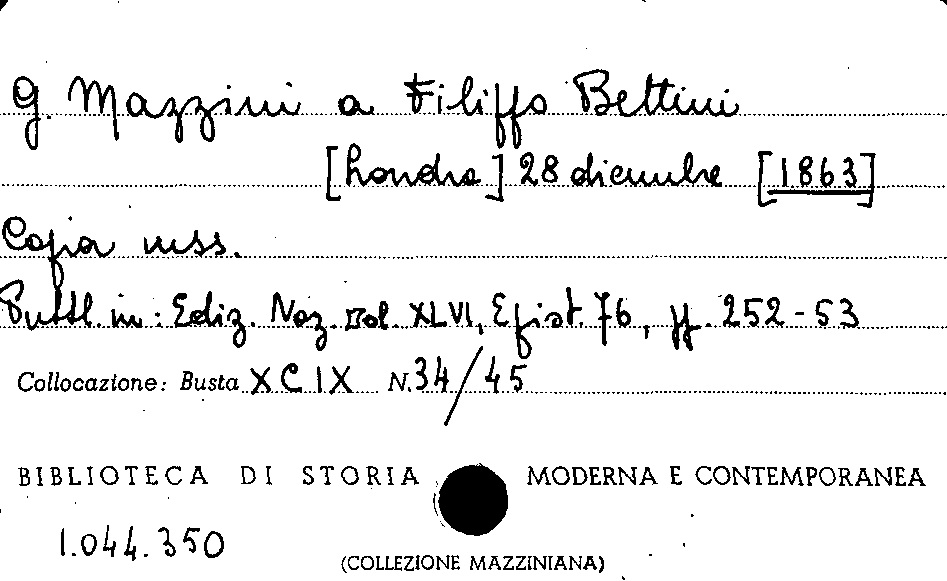 G. Mazzini a Filippo Bettini
[Londra] 28 dicembre [1863]
Copia mss.
Pubbl. in: Ediz. Naz. Vol. XLVI, Epist. 76, pp. 252-53
Collocazione: Busta XCIX N. 34/45
BIBLIOTECA DI STORIA MODERNA E CONTEMPORANEA
1.044.350
(COLLEZIONE MAZZINIANA)